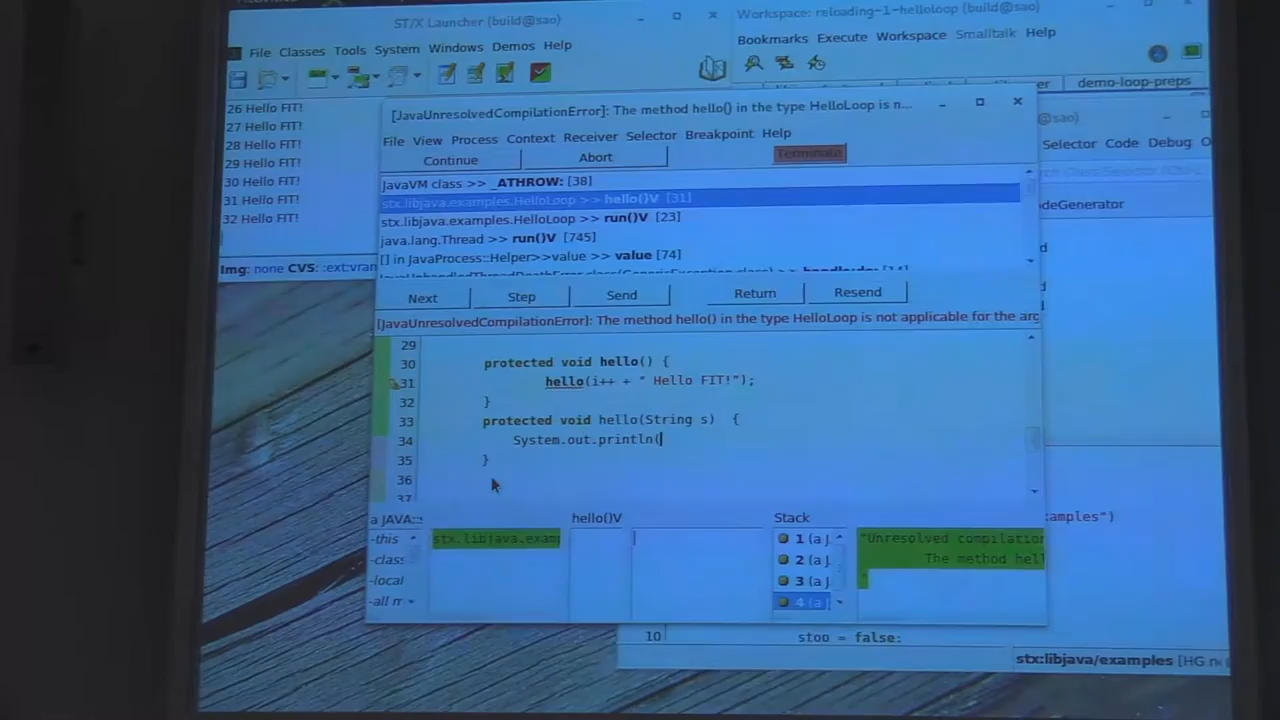 ST/X Launcher (build@sao)
File Classes Tools System Windows Demos Help
26 Hello FIT!
27 Hello FIT!
28 Hello FIT!
29 Hello FIT!
30 Hello FIT!
31 Hello FIT!
32 Hello FIT!
Img: none CVS: :ext:vran
Workspace: reloading-1-helloloop (build@sao)
Bookmarks Execute Workspace Smalltalk Help
demo-loop-preps
@sao)
Selector Code Debug
deGenerator
[JavaUnresolvedCompilationError]: The method hello() in the type HelloLoop is n...
File View Process Context Receiver Selector Breakpoint Help
Continue Abort Terminate
JavaVM class >> _ATHROW: [38]
stx.libjava.examples.HelloLoop >> hello()V [31]
stx.libjava.examples.HelloLoop >> run()V [23]
java.lang.Thread >> run()V [745]
[] in JavaProcess::Helper>>value >> value [74]
Next Step Send Return Resend
[JavaUnresolvedCompilationError]: The method hello() in the type HelloLoop is not applicable for the arg
29
30 protected void hello() {
31 hello(i++ + " Hello FIT!");
32 }
33 protected void hello(String s) {
34 System.out.println(
35 }
36
37
a JAVA:: hello()V Stack
-this stx.libjava.exam
-class
-local
-all
1 (a J
2 (a J
3 (a J
4 (a J
"Unresolved compilation
The method hell
amples")
10 stop = false;
stx:libjava/examples [HG